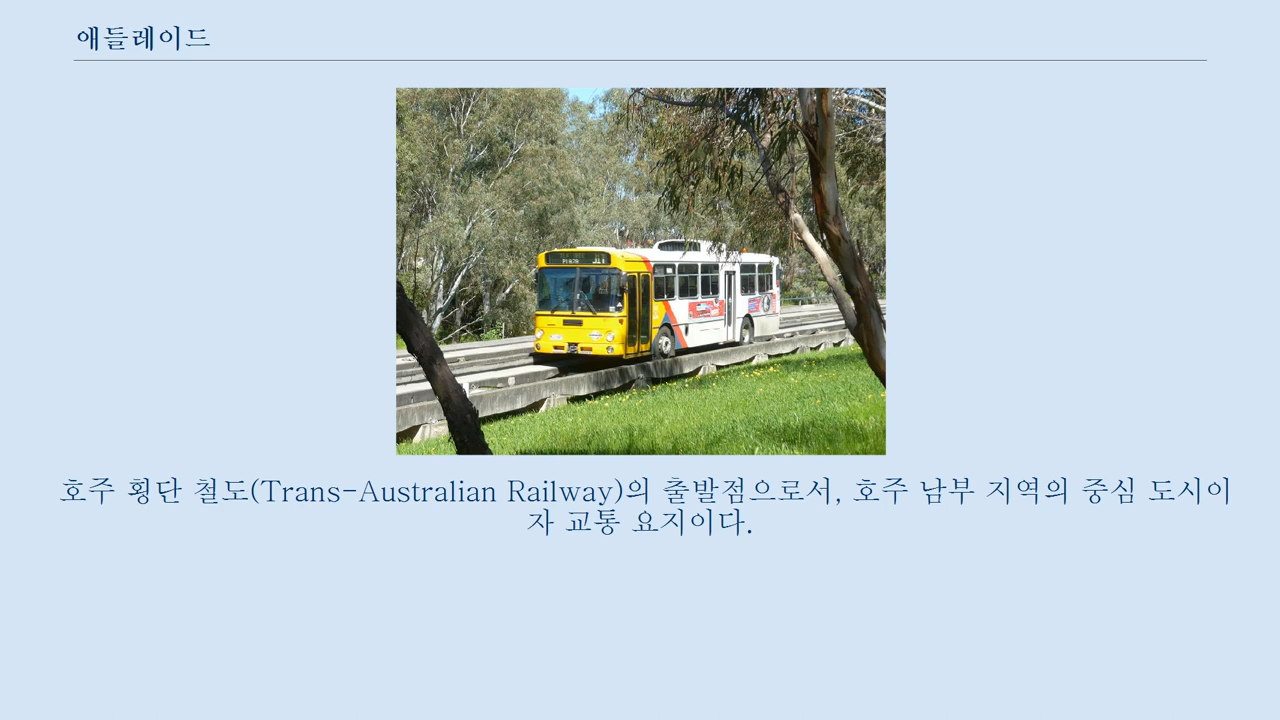 애들레이드
호주 횡단 철도(Trans-Australian Railway)의 출발점으로서, 호주 남부 지역의 중심 도시이
자 교통 요지이다.